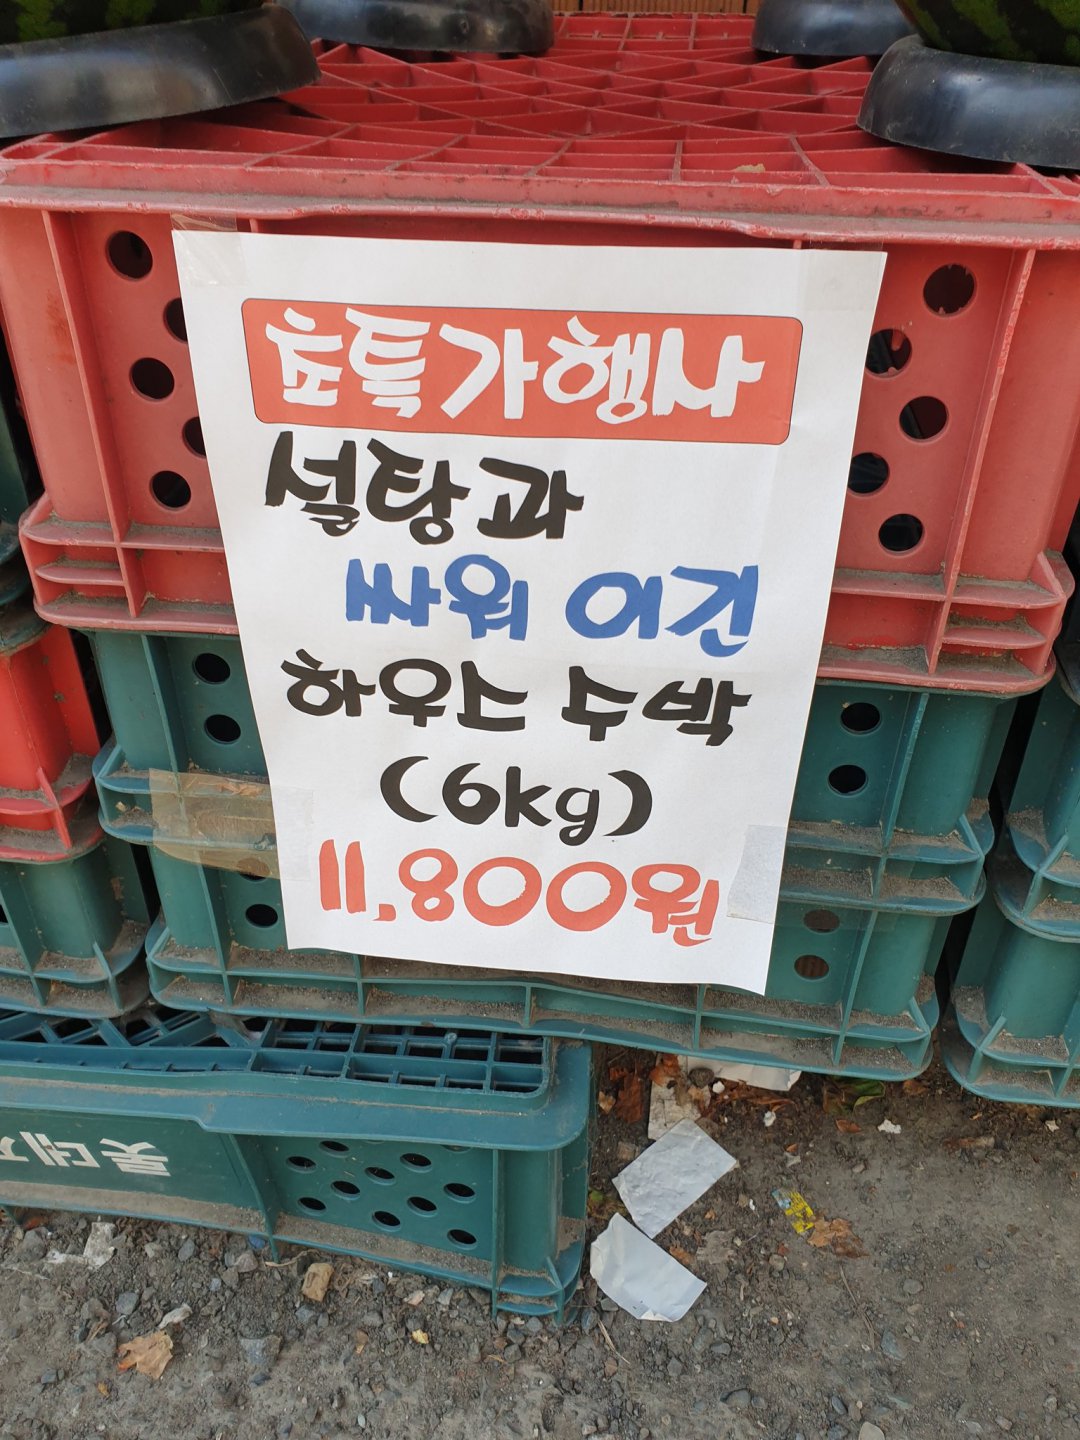 초특가행사
설탕과
싸워 이건
하우스 수박
(6kg)
11,800원